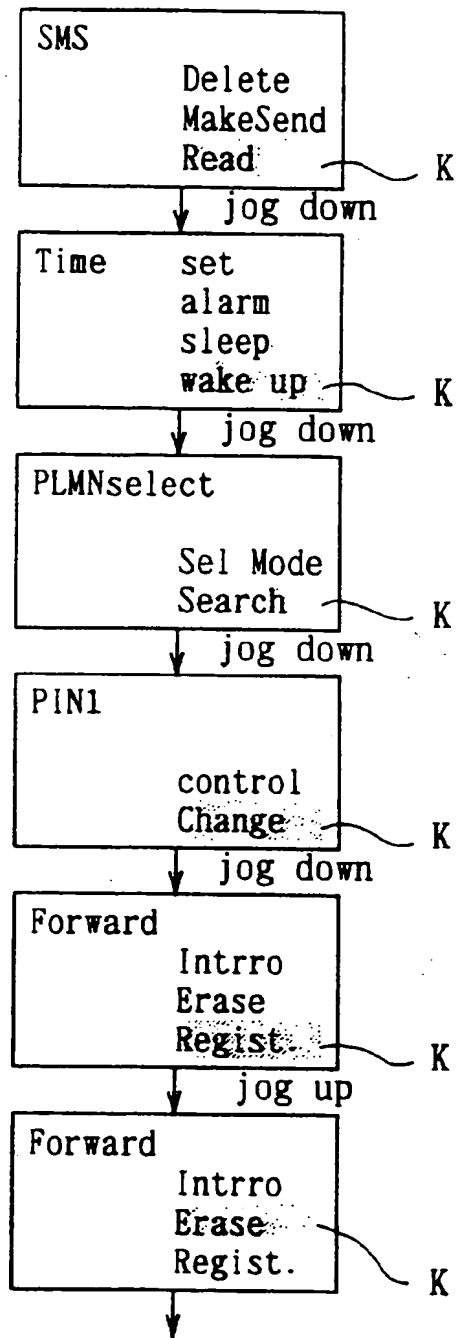 SMS
Delete
MakeSend
Read
K
jog down
Time set
alarm
sleep
wake up
K
jog down
PLMNselect
Sel Mode
Search
K
jog down
PIN1
control
Change
K
jog down
Forward
Intrro
Erase
Regist.
K
jog up
Forward
Intrro
Erase
Regist.
K